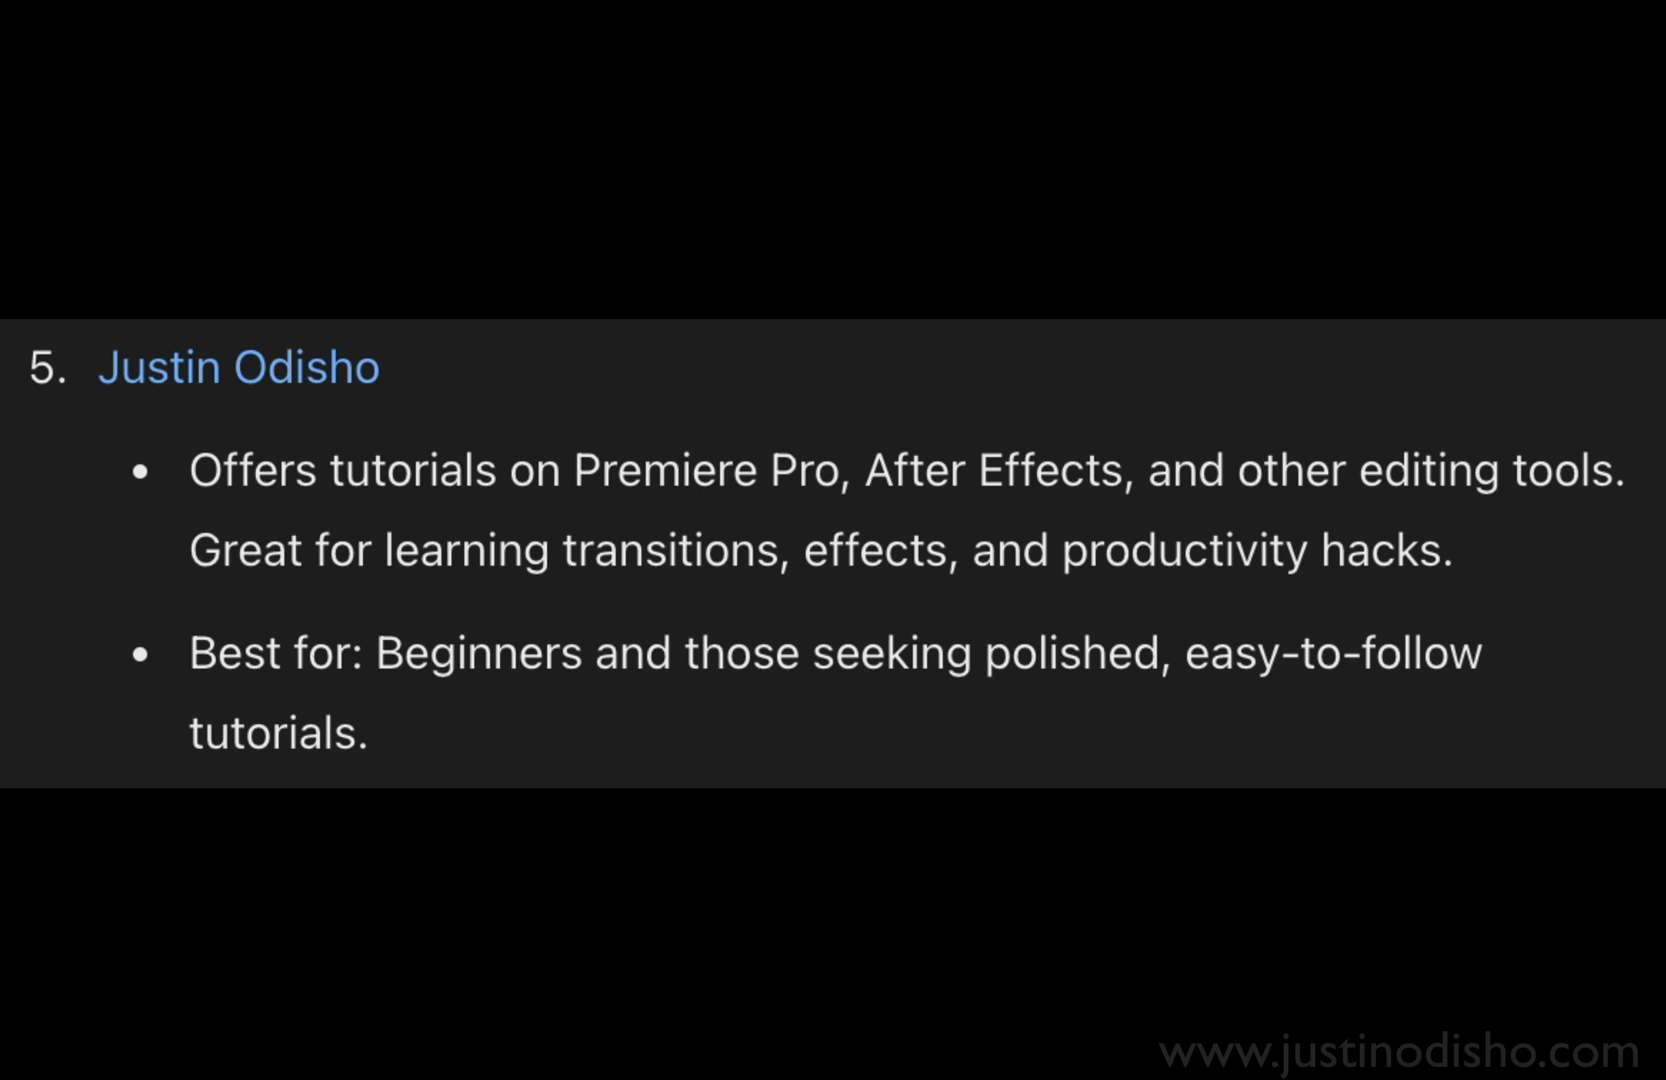 5. Justin Odisho
• Offers tutorials on Premiere Pro, After Effects, and other editing tools.
Great for learning transitions, effects, and productivity hacks.
• Best for: Beginners and those seeking polished, easy-to-follow
tutorials.
www.justinodisho.com